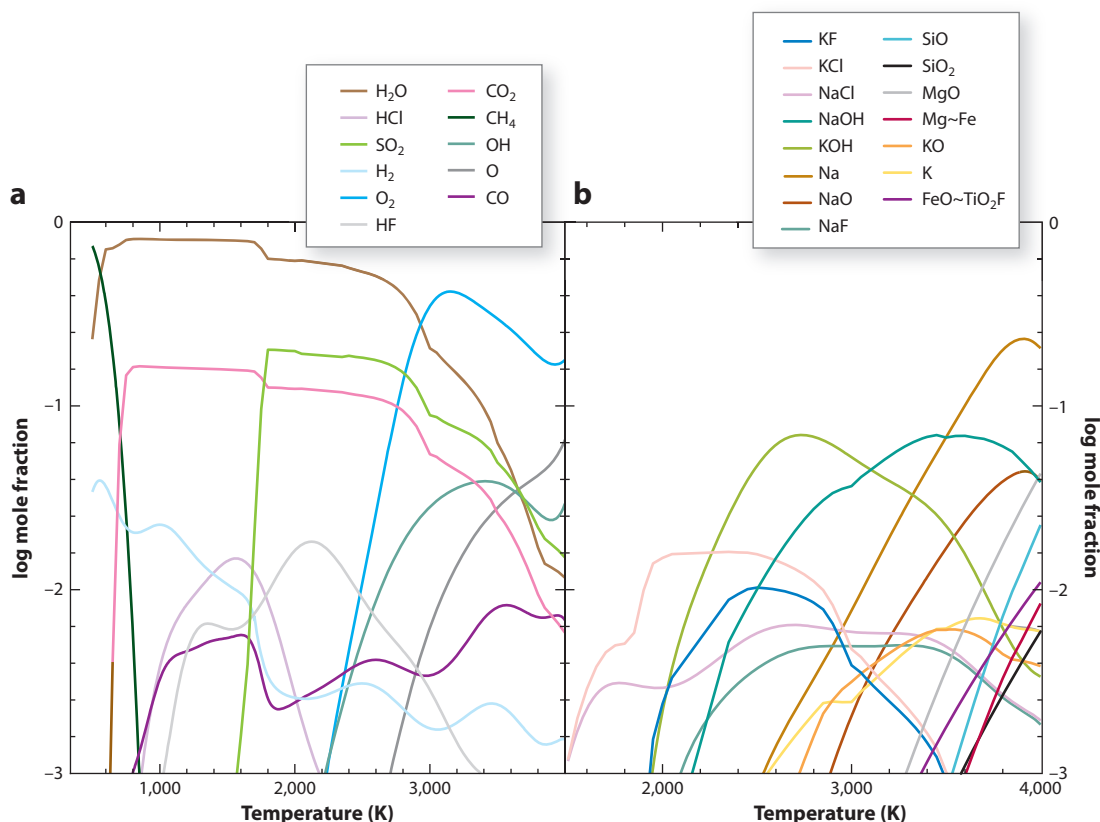 KF
KCl
NaCl
NaOH
KOH
Na
NaO
NaF
SiO
SiO₂
MgO
Mg~Fe
KO
K
FeO~TiO₂F
H₂O
HCl
SO₂
H₂
O₂
HF
CO₂
CH₄
OH
O
CO
a
b
0
–1
–2
–3
log mole fraction
1,000
2,000
3,000
Temperature (K)
2,000
3,000
4,000
Temperature (K)
0
–1
–2
–3
log mole fraction